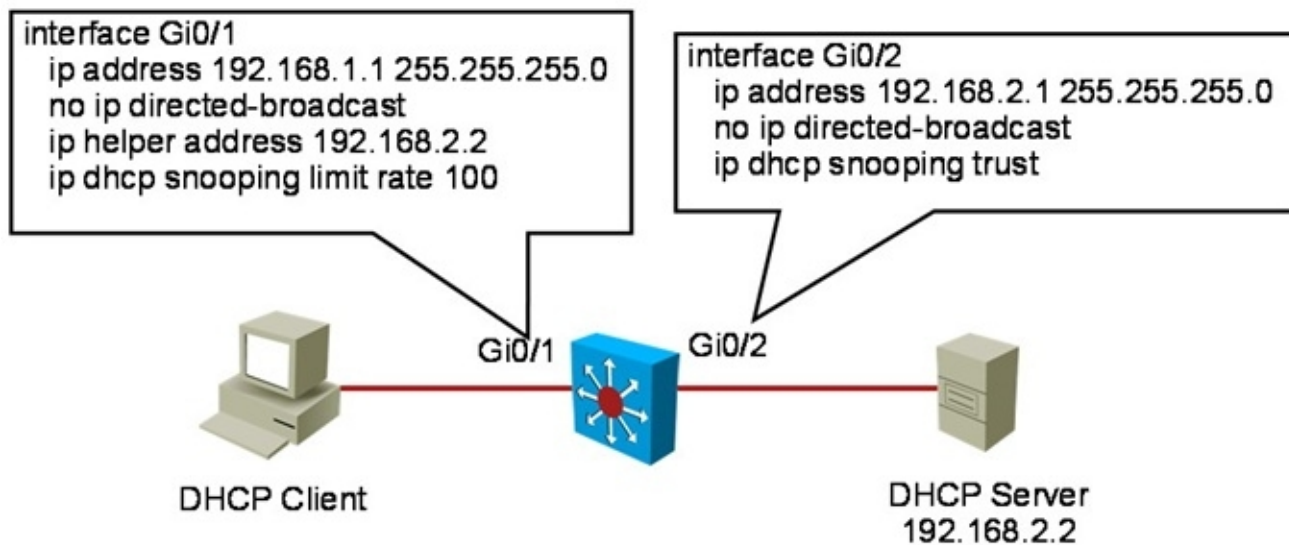 interface Gi0/1
ip address 192.168.1.1 255.255.255.0
no ip directed-broadcast
ip helper address 192.168.2.2
ip dhcp snooping limit rate 100
interface Gi0/2
ip address 192.168.2.1 255.255.255.0
no ip directed-broadcast
ip dhcp snooping trust
Gi0/1
Gi0/2
DHCP Client
DHCP Server
192.168.2.2